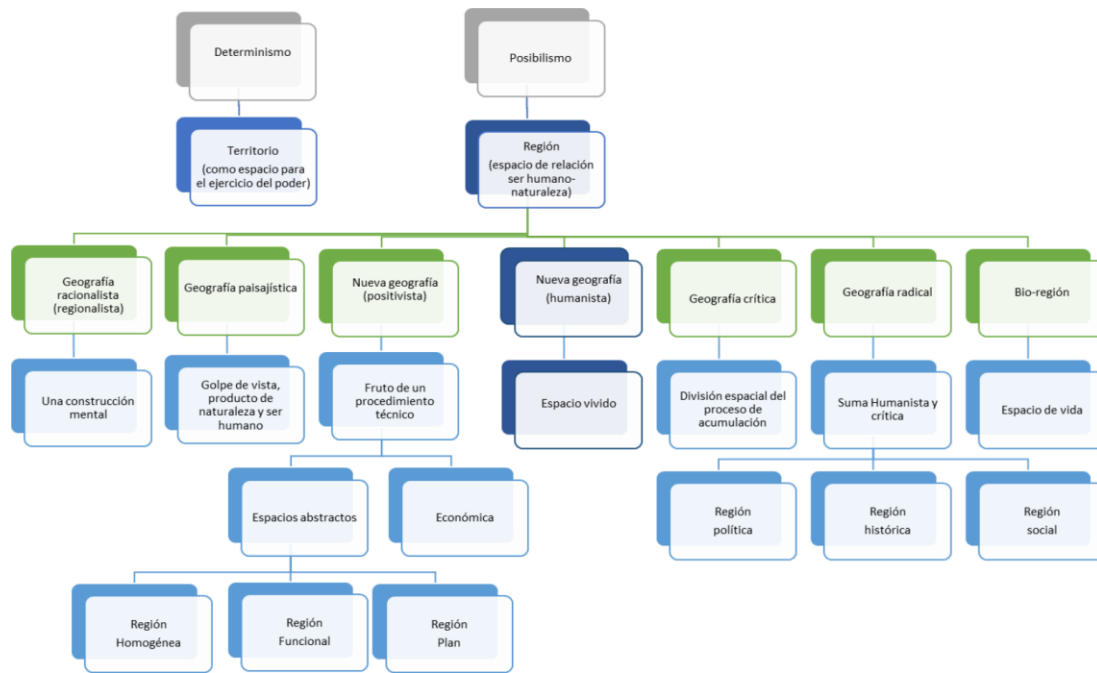 Determinismo
Posibilismo
Territorio
(como espacio para
el ejercicio del poder)
Región
(espacio de relación
ser humano-
naturaleza)
Geografía
racionalista
(regionalista)
Geografía paisajística
Nueva geografía
(positivista)
Nueva geografía
(humanista)
Geografía crítica
Geografía radical
Bio-región
Una construcción
mental
Golpe de vista,
producto de
naturaleza y ser
humano
Fruto de un
procedimiento
técnico
Espacio vivido
División espacial del
proceso de
acumulación
Suma Humanista y
crítica
Espacio de vida
Espacios abstractos
Económica
Región
política
Región
histórica
Región
social
Región
Homogénea
Región
Funcional
Región
Plan